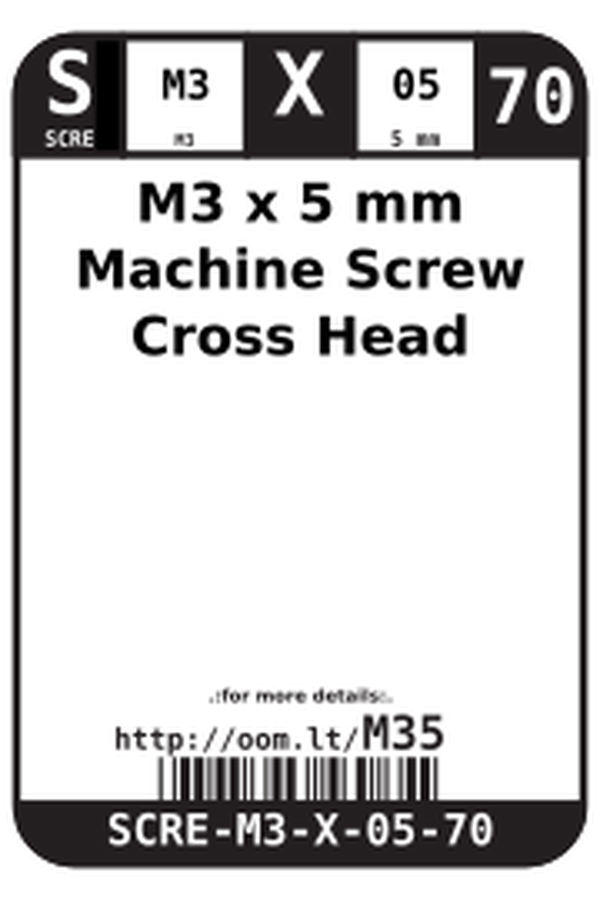 S M3 X 05 70
SCRE M3 5 mm
M3 x 5 mm
Machine Screw
Cross Head
.:for more details:.
http://oom.lt/M35
SCRE-M3-X-05-70